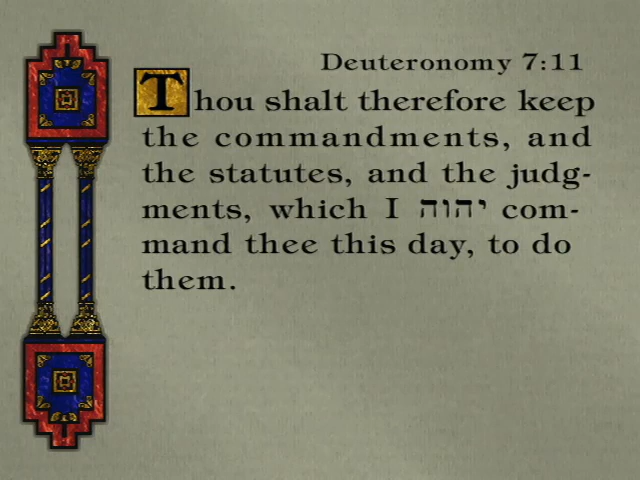 Deuteronomy 7:11
Thou shalt therefore keep
the commandments, and
the statutes, and the judg-
ments, which I יהוה com-
mand thee this day, to do
them.